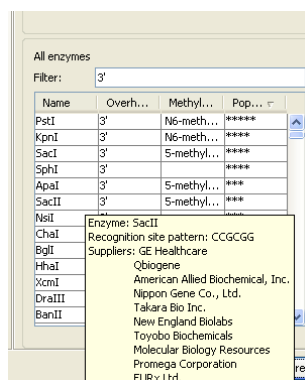 All enzymes
Filter: 3'
Name Overh... Methyl... Pop...
PstI 3' N6-meth... *****
KpnI 3' N6-meth... ****
SacI 3' 5-methyl... ****
SphI 3' ****
ApaI 3' 5-methyl... ***
SacII 3' 5-methyl... ***
NsiI
ChaI
BglI
HhaI
XcmI
DraIII
BanII
Enzyme: SacII
Recognition site pattern: CCGCGG
Suppliers: GE Healthcare
Qbiogene
American Allied Biochemical, Inc.
Nippon Gene Co., Ltd.
Takara Bio Inc.
New England Biolabs
Toyobo Biochemicals
Molecular Biology Resources
Promega Corporation
EURx Ltd.